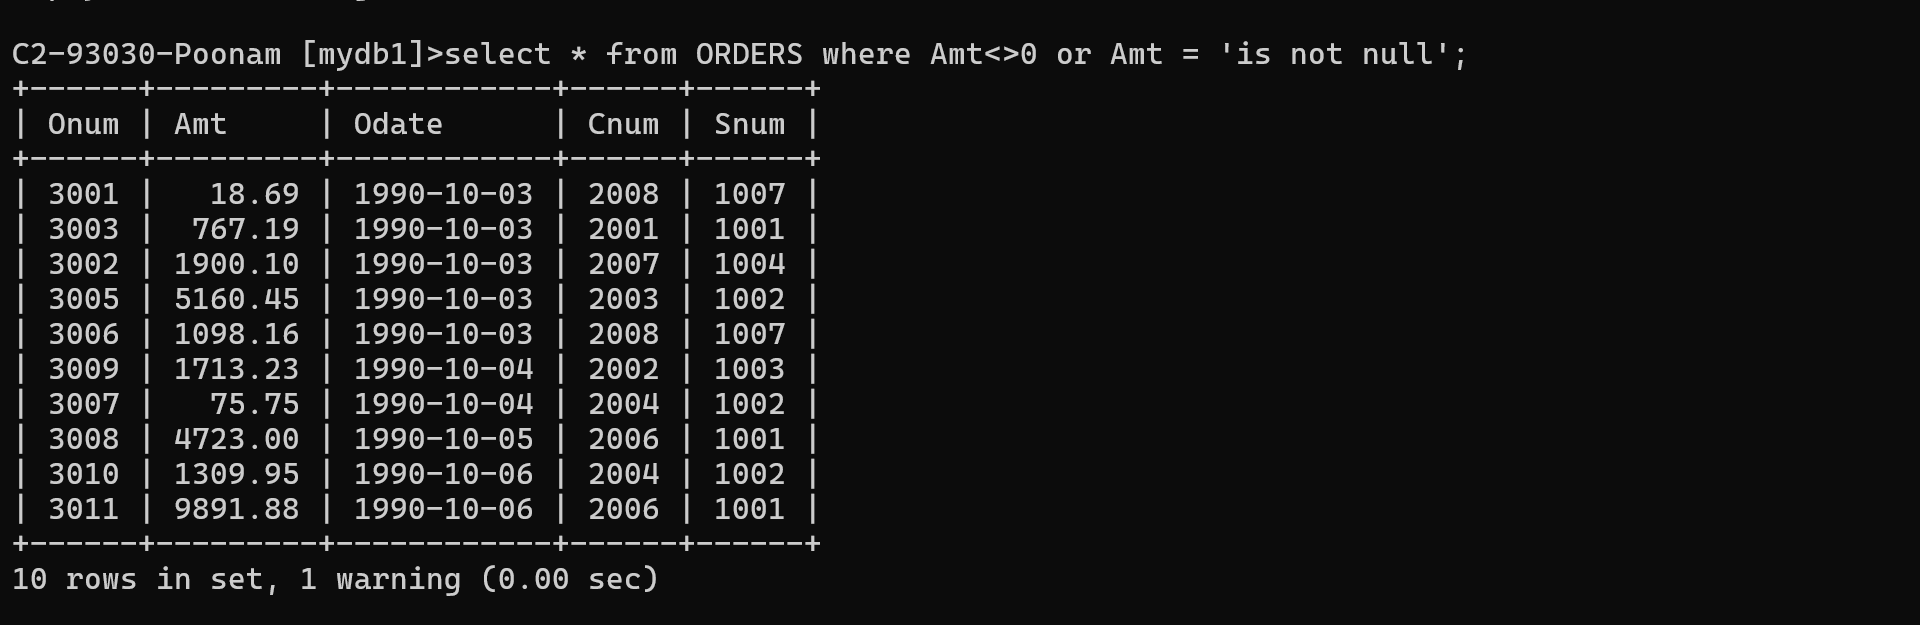 C2-93030-Poonam [mydb1]>select * from ORDERS where Amt<>0 or Amt = 'is not null';
+------+---------+------------+------+------+
| Onum | Amt     | Odate      | Cnum | Snum |
+------+---------+------------+------+------+
| 3001 |   18.69 | 1990-10-03 | 2008 | 1007 |
| 3003 |  767.19 | 1990-10-03 | 2001 | 1001 |
| 3002 | 1900.10 | 1990-10-03 | 2007 | 1004 |
| 3005 | 5160.45 | 1990-10-03 | 2003 | 1002 |
| 3006 | 1098.16 | 1990-10-03 | 2008 | 1007 |
| 3009 | 1713.23 | 1990-10-04 | 2002 | 1003 |
| 3007 |   75.75 | 1990-10-04 | 2004 | 1002 |
| 3008 | 4723.00 | 1990-10-05 | 2006 | 1001 |
| 3010 | 1309.95 | 1990-10-06 | 2004 | 1002 |
| 3011 | 9891.88 | 1990-10-06 | 2006 | 1001 |
+------+---------+------------+------+------+
10 rows in set, 1 warning (0.00 sec)